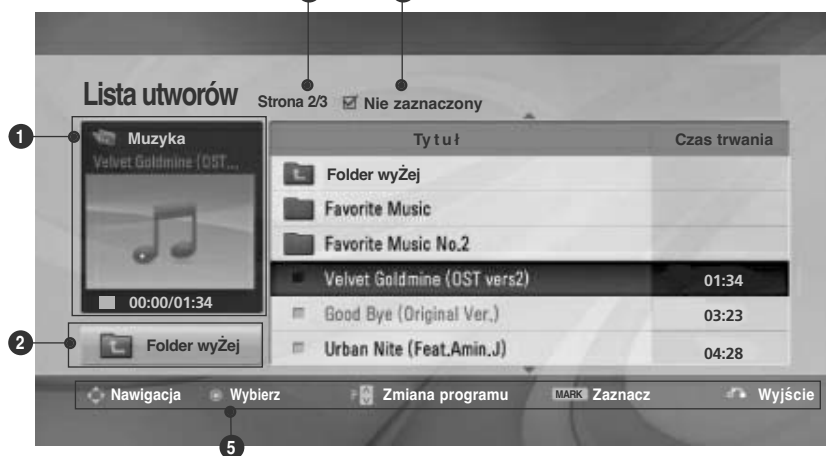 Lista utworów Strona 2/3 Nie zaznaczony
1
Muzyka
Velvet Goldmine (OST...
00:00/01:34
2
Folder wyŻej
Tytuł Czas trwania
Folder wyŻej
Favorite Music
Favorite Music No.2
Velvet Goldmine (OST vers2) 01:34
Good Bye (Original Ver.) 03:23
Urban Nite (Feat.Amin.J) 04:28
Nawigacja Wybierz P Zmiana programu MARK Zaznacz Wyjście
5